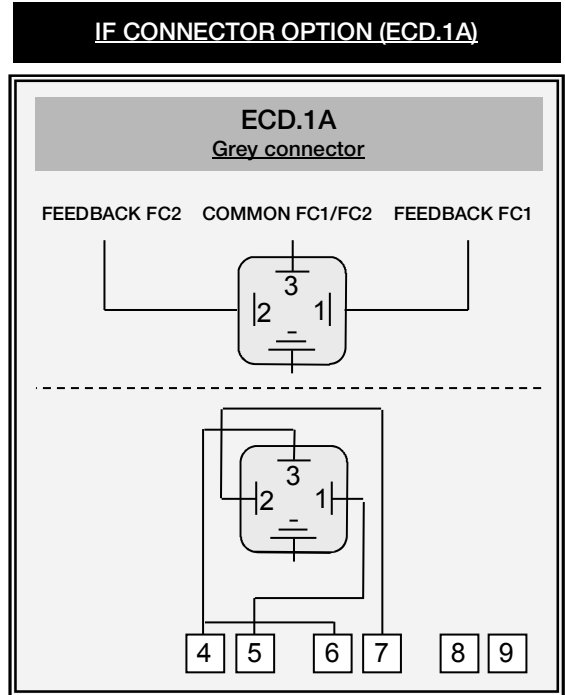 IF CONNECTOR OPTION (ECD.1A)
ECD.1A
Grey connector
FEEDBACK FC2 COMMON FC1/FC2 FEEDBACK FC1
3
2 1
3
2 1
4 5 6 7 8 9